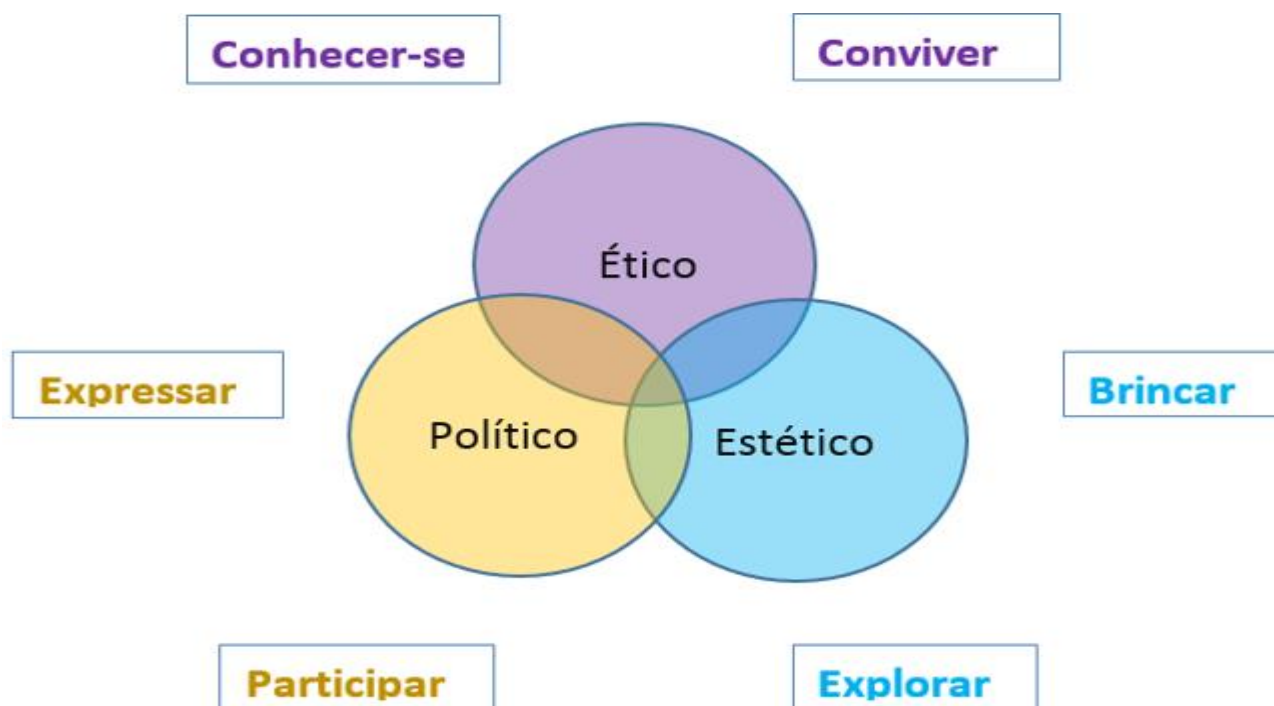 Conhecer-se
Conviver
Ético
Expressar
Brincar
Político
Estético
Participar
Explorar